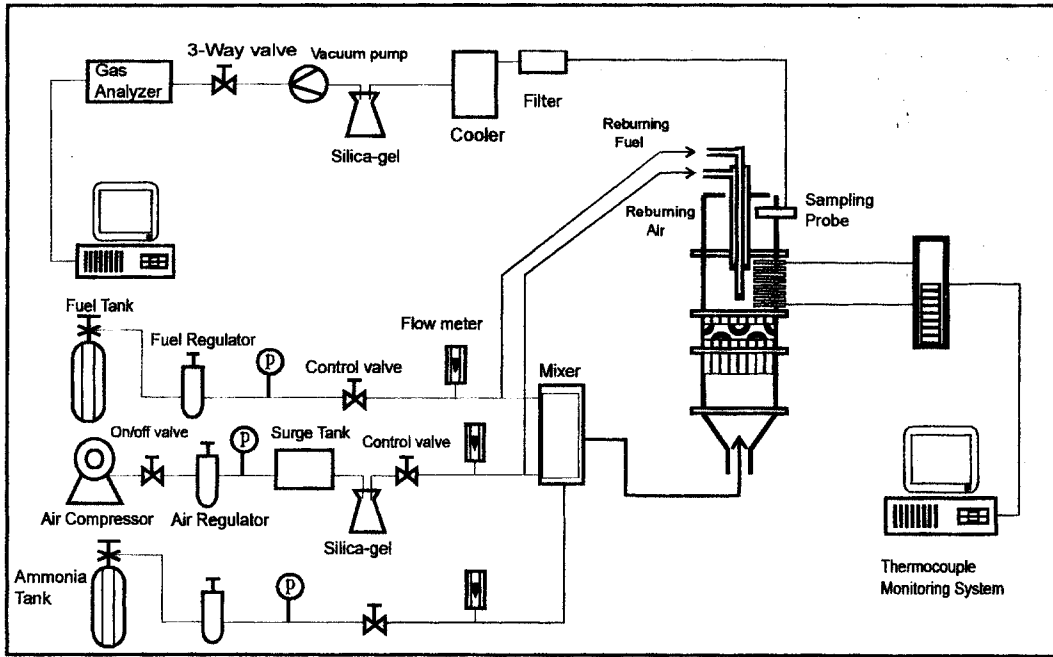 3-Way valve
Vacuum pump
Gas
Analyzer
Filter
Cooler
Silica-gel
Reburning
Fuel
Reburning
Air
Sampling
Probe
Fuel Tank
Fuel Regulator
P
Control valve
Flow meter
Mixer
On/off valve
P
Surge Tank
Control valve
Air Compressor
Air Regulator
Silica-gel
Ammonia
Tank
P
Thermocouple
Monitoring System